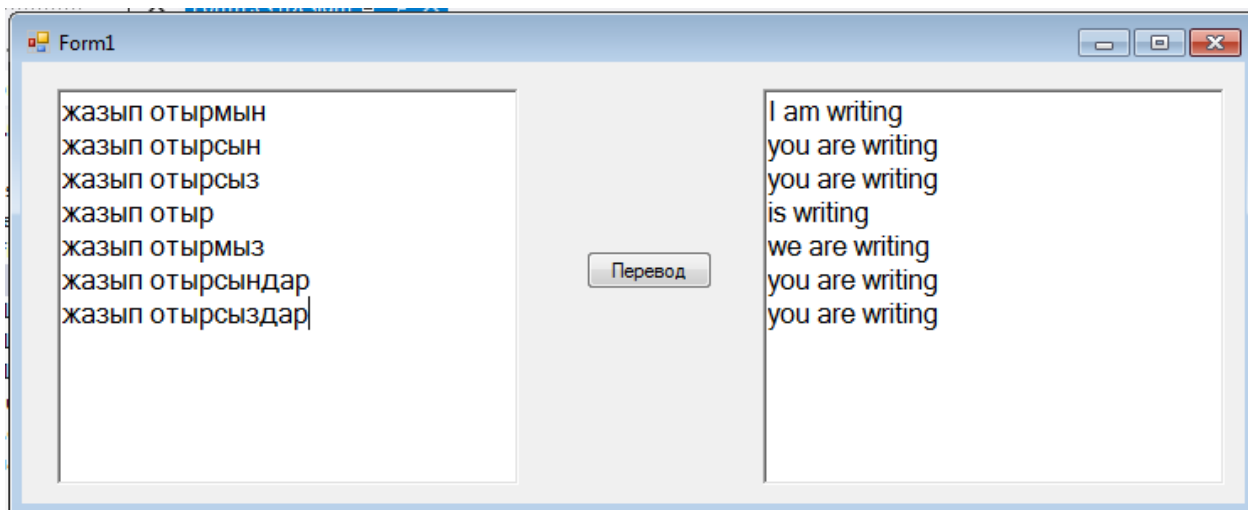 Form1
жазып отырмын
жазып отырсын
жазып отырсыз
жазып отыр
жазып отырмыз
жазып отырсындар
жазып отырсыздар
Перевод
I am writing
you are writing
you are writing
is writing
we are writing
you are writing
you are writing